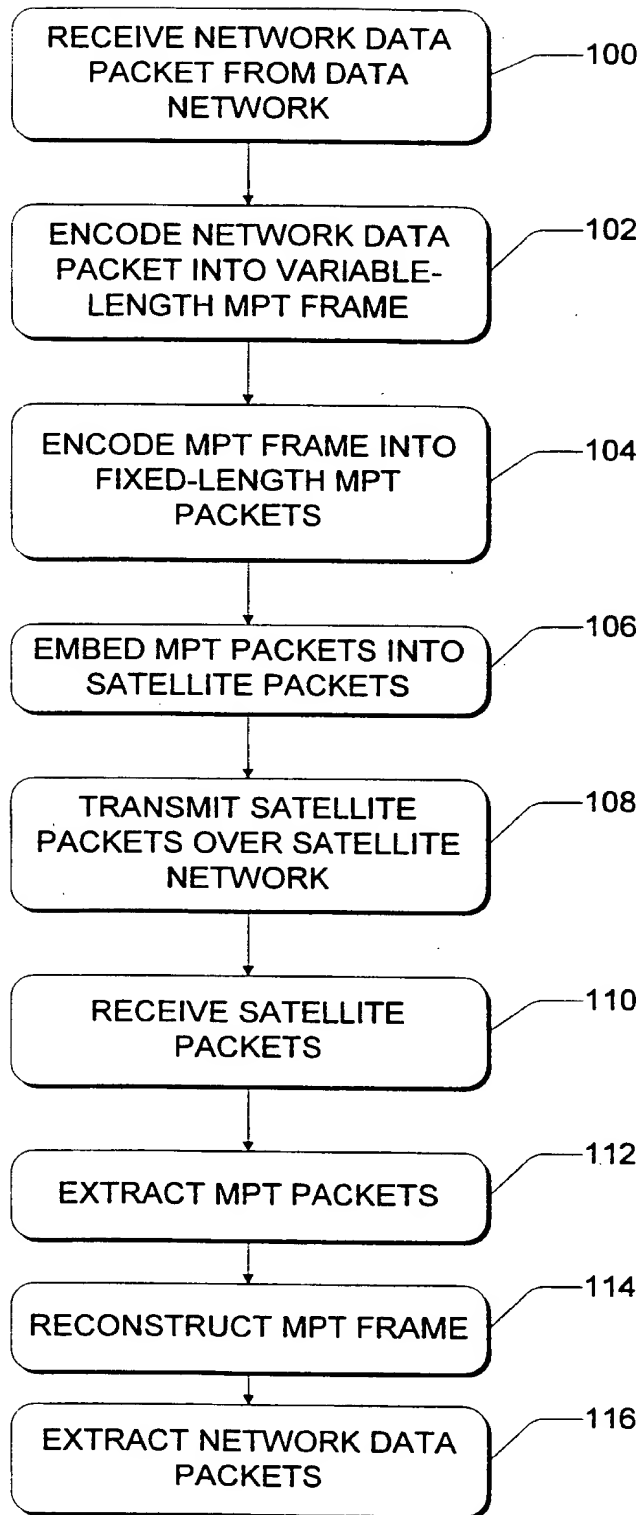 RECEIVE NETWORK DATA
PACKET FROM DATA
NETWORK
100
ENCODE NETWORK DATA
PACKET INTO VARIABLE-
LENGTH MPT FRAME
102
ENCODE MPT FRAME INTO
FIXED-LENGTH MPT
PACKETS
104
EMBED MPT PACKETS INTO
SATELLITE PACKETS
106
TRANSMIT SATELLITE
PACKETS OVER SATELLITE
NETWORK
108
RECEIVE SATELLITE
PACKETS
110
EXTRACT MPT PACKETS
112
RECONSTRUCT MPT FRAME
114
EXTRACT NETWORK DATA
PACKETS
116